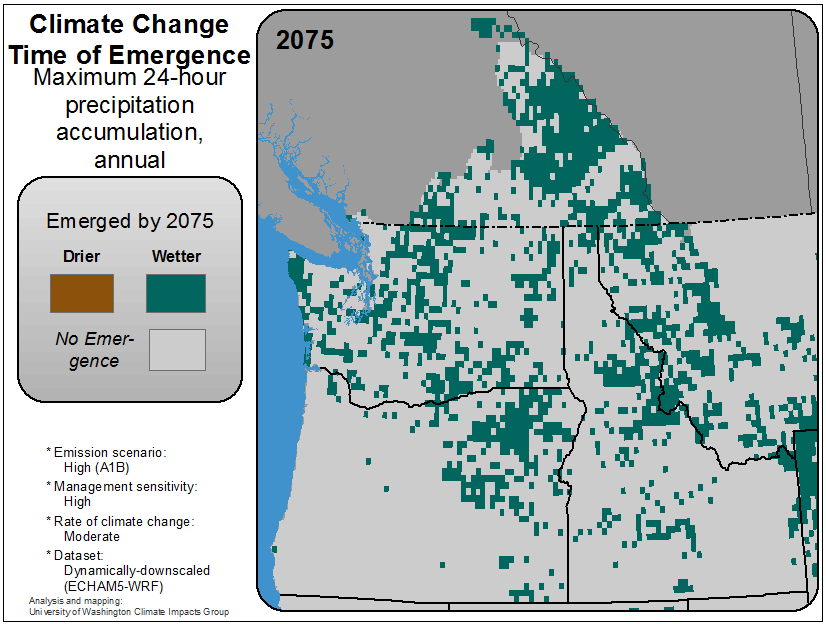 Climate Change
Time of Emergence
Maximum 24-hour
precipitation
accumulation,
annual
2075
Emerged by 2075
Drier
Wetter
No Emer-
gence
* Emission scenario:
High (A1B)
* Management sensitivity:
High
* Rate of climate change:
Moderate
* Dataset:
Dynamically-downscaled
(ECHAM5-WRF)
Analysis and mapping:
University of Washington Climate Impacts Group